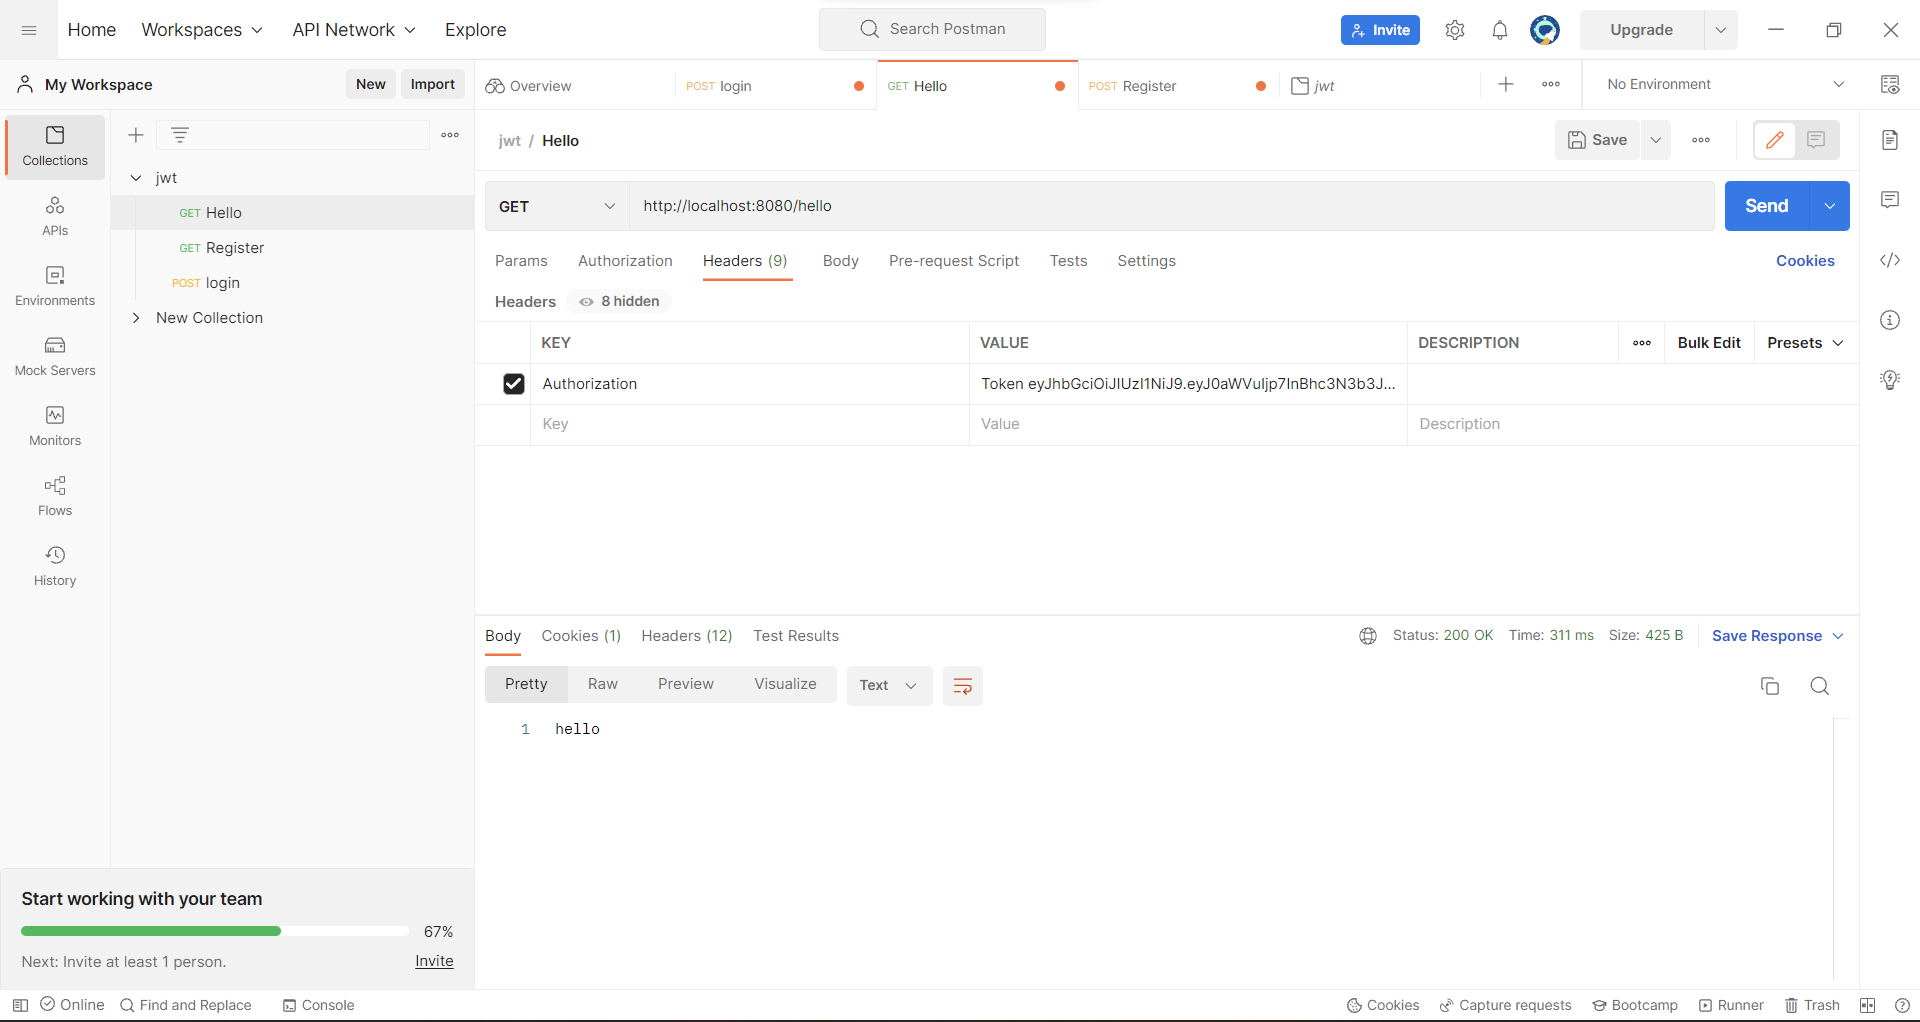 Home Workspaces API Network Explore Search Postman Invite Upgrade
My Workspace New Import Overview POST login GET Hello POST Register jwt No Environment
jwt / Hello Save
Collections
jwt
GET Hello
GET Register
POST login
New Collection
APIs
Environments
Mock Servers
Monitors
Flows
History
GET http://localhost:8080/hello Send
Params Authorization Headers (9) Body Pre-request Script Tests Settings Cookies
Headers 8 hidden
KEY VALUE DESCRIPTION Bulk Edit Presets
Authorization Token eyJhbGciOiJIUzI1NiJ9.eyJ0aWVuIjp7InBhc3N3b3J...
Key Value Description
Body Cookies (1) Headers (12) Test Results Status: 200 OK Time: 311 ms Size: 425 B Save Response
Pretty Raw Preview Visualize Text
1 hello
Start working with your team
67%
Next: Invite at least 1 person. Invite
Online Find and Replace Console Cookies Capture requests Bootcamp Runner Trash